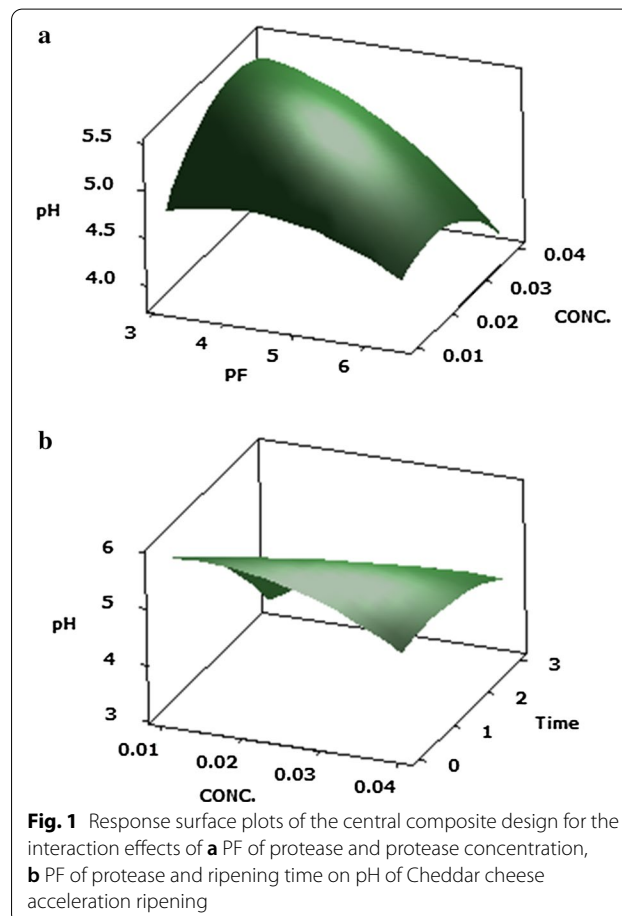 a
5.5
5.0
pH
4.5
4.0
3
4
5
6
PF
0.01
0.02
0.03
0.04
CONC.
b
6
5
pH
4
3
0.01
0.02
0.03
0.04
CONC.
0
1
2
3
Time
Fig. 1 Response surface plots of the central composite design for the
interaction effects of a PF of protease and protease concentration,
b PF of protease and ripening time on pH of Cheddar cheese
acceleration ripening